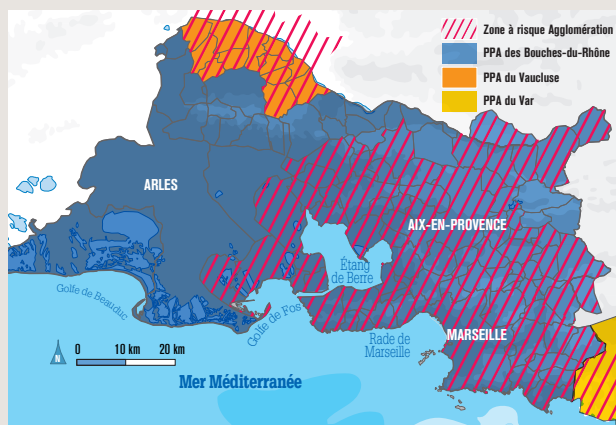 Zone à risque Agglomération
PPA des Bouches-du-Rhône
PPA du Vaucluse
PPA du Var
ARLES
AIX-EN-PROVENCE
Étang
de Berre
Golfe de Beauduc
Golfe de Fos
Rade de
Marseille
MARSEILLE
N
0 10 km 20 km
Mer Méditerranée